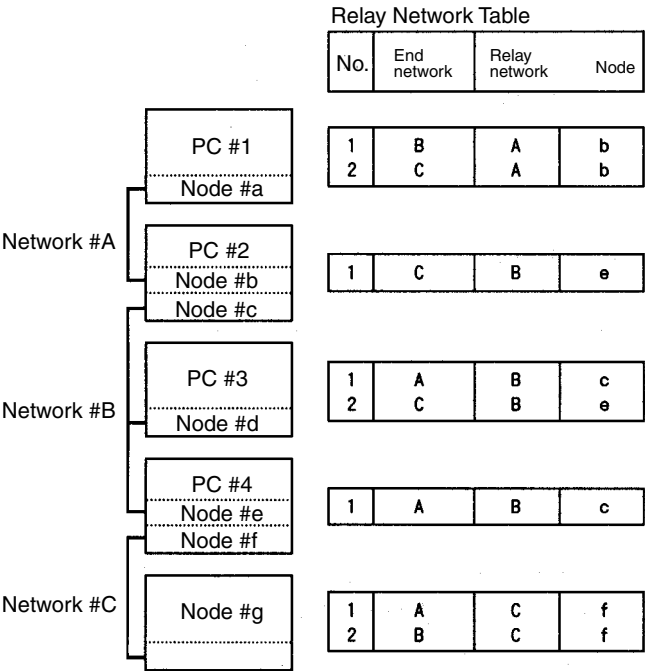 Relay Network Table
No. End network Relay network Node
PC #1
Node #a
1 B A b
2 C A b
Network #A
PC #2
Node #b
Node #c
1 C B e
PC #3
Node #d
1 A B c
2 C B e
Network #B
PC #4
Node #e
Node #f
1 A B c
Network #C
Node #g
1 A C f
2 B C f